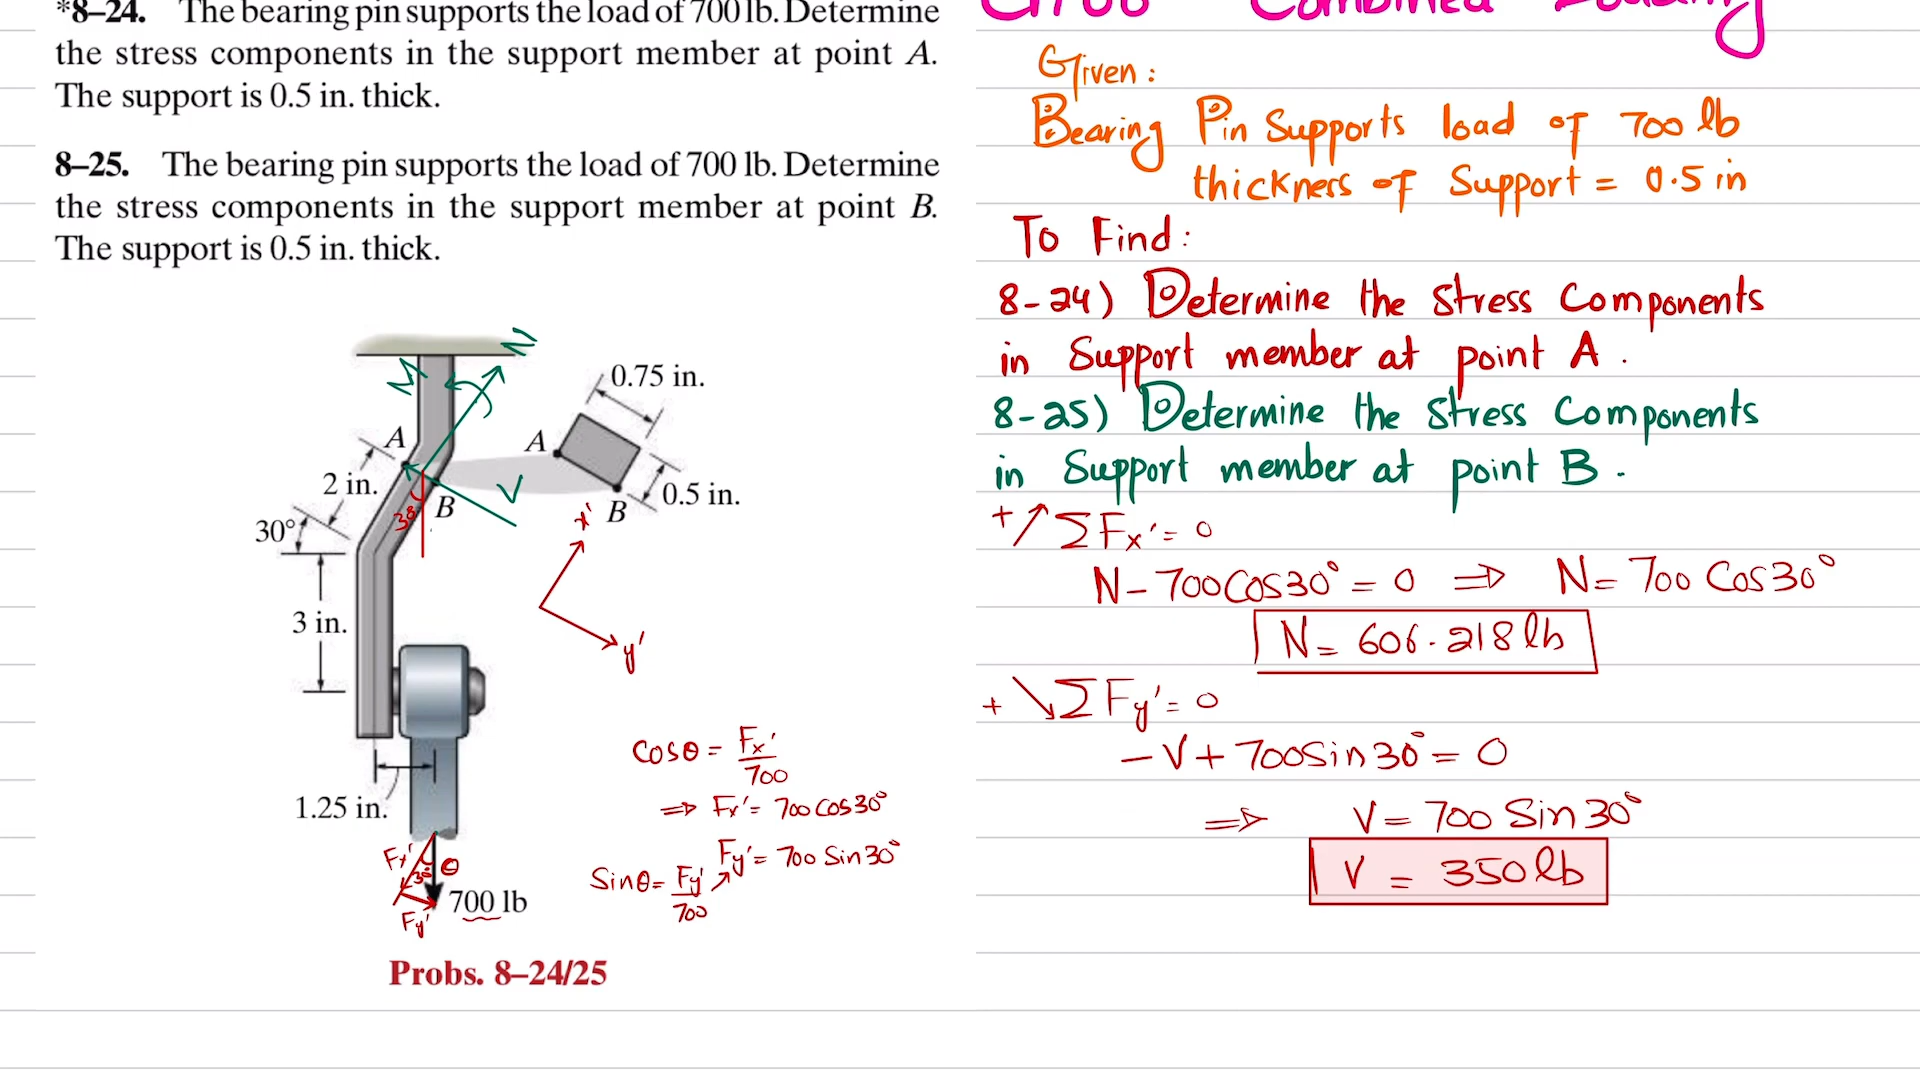 *8–24. The bearing pin supports the load of 700 lb. Determine
the stress components in the support member at point A.
The support is 0.5 in. thick.
8–25. The bearing pin supports the load of 700 lb. Determine
the stress components in the support member at point B.
The support is 0.5 in. thick.
M
N
A
2 in.
30°
B
V
30°
3 in.
1.25 in.
0.75 in.
A
B
0.5 in.
x'
y'
Fx'
30°
θ
Fy'
700 lb
Cosθ = Fx'/700
⇒ Fx' = 700 cos30°
Sinθ = Fy'/700
Fy' = 700 Sin30°
Probs. 8–24/25
Combined Loading
Given:
Bearing Pin Supports load of 700 lb
thickness of Support = 0.5 in
To Find:
8-24) Determine the Stress Components
in Support member at point A.
8-25) Determine the Stress Components
in Support member at point B.
+↗ΣFx' = 0
N - 700Cos30° = 0 ⇒ N = 700 Cos30°
N = 606.218 lb
+↘ΣFy' = 0
-V + 700Sin30° = 0
⇒ V = 700 Sin30°
V = 350 lb